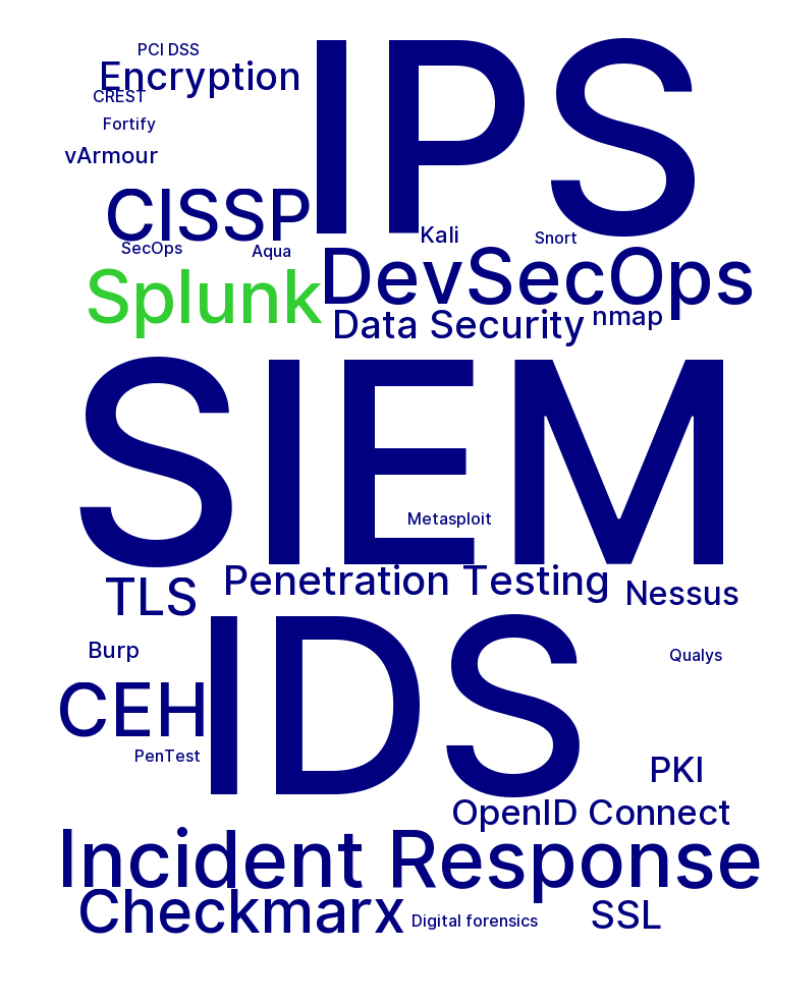 PCI DSS
Encryption
CREST
Fortify
vArmour
IPS
CISSP
SecOps
Aqua
Kali
Snort
Splunk
DevSecOps
Data Security
nmap
SIEM
Metasploit
TLS
Penetration Testing
Nessus
Burp
IDS
Qualys
CEH
PenTest
PKI
OpenID Connect
Incident Response
Checkmarx
Digital forensics
SSL